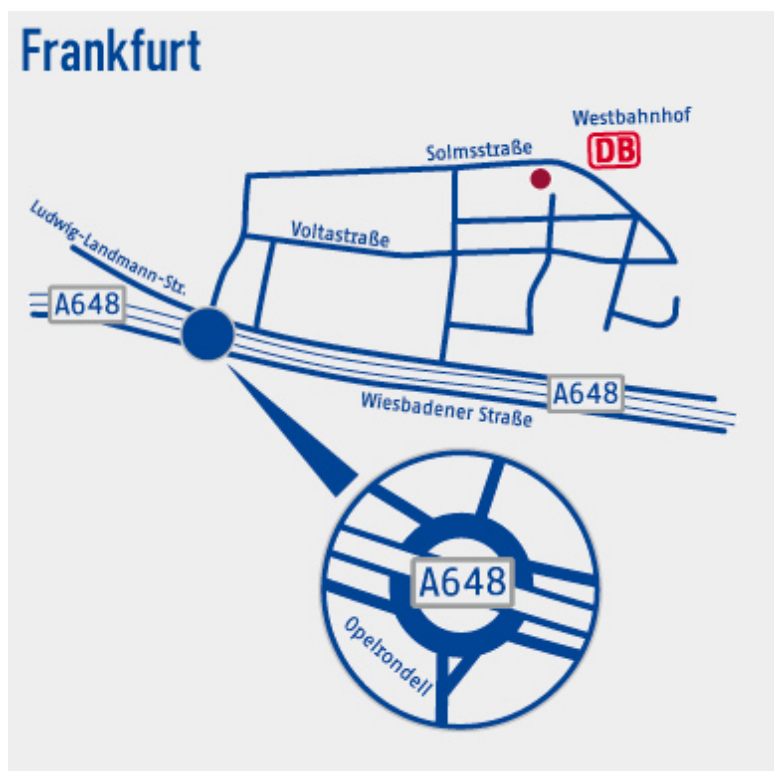 Frankfurt
Westbahnhof
DB
Solmsstraße
Ludwig-Landmann-Str.
Voltastraße
A648
A648
Wiesbadener Straße
A648
Opelrondell